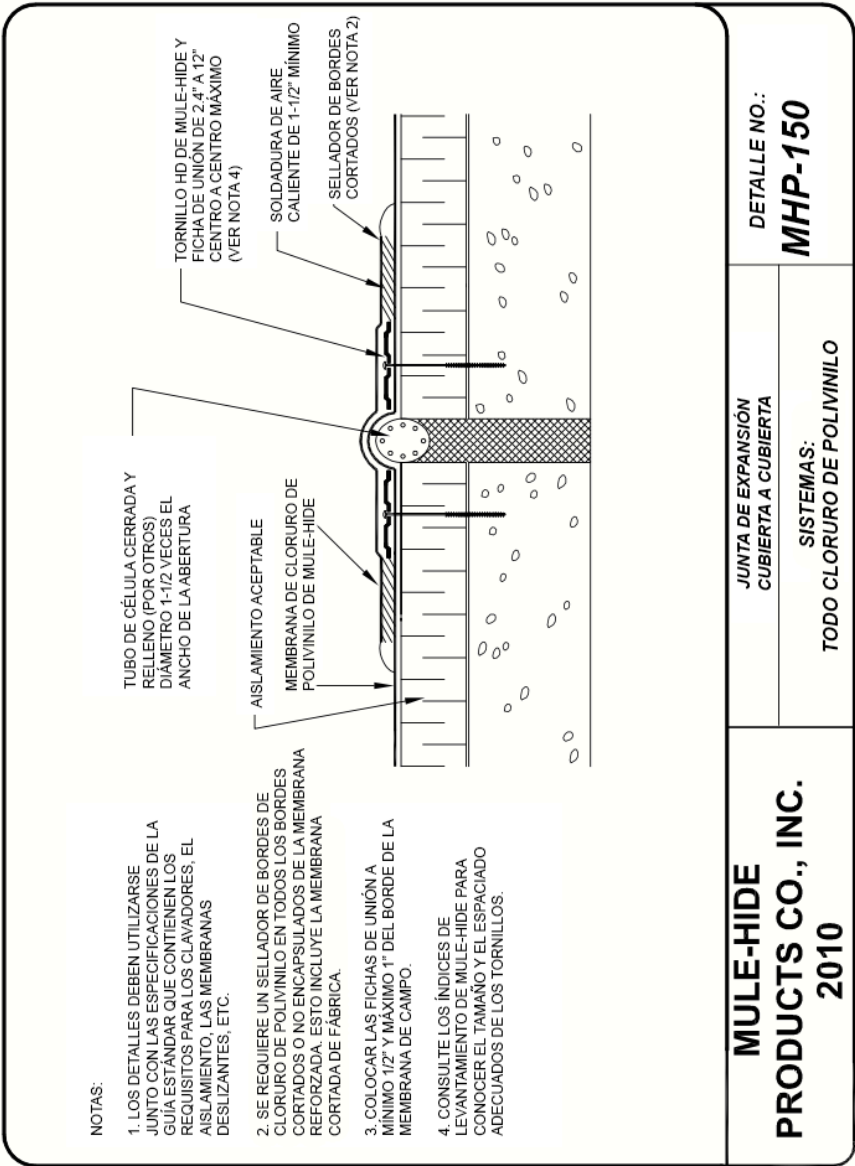 NOTAS:
1. LOS DETALLES DEBEN UTILIZARSE
JUNTO CON LAS ESPECIFICACIONES DE LA
GUÍA ESTÁNDAR QUE CONTIENEN LOS
REQUISITOS PARA LOS CLAVADORES, EL
AISLAMIENTO, LAS MEMBRANAS
DESLIZANTES, ETC.
2. SE REQUIERE UN SELLADOR DE BORDES DE
CLORURO DE POLIVINILO EN TODOS LOS BORDES
CORTADOS O NO ENCAPSULADOS DE LA MEMBRANA
REFORZADA. ESTO INCLUYE LA MEMBRANA
CORTADA DE FÁBRICA.
3. COLOCAR LAS FICHAS DE UNIÓN A
MÍNIMO 1/2" Y MÁXIMO 1" DEL BORDE DE LA
MEMBRANA DE CAMPO.
4. CONSULTE LOS ÍNDICES DE
LEVANTAMIENTO DE MULE-HIDE PARA
CONOCER EL TAMAÑO Y EL ESPACIADO
ADECUADOS DE LOS TORNILLOS.
TUBO DE CÉLULA CERRADA Y
RELLENO (POR OTROS)
DIÁMETRO 1-1/2 VECES EL
ANCHO DE LA ABERTURA
AISLAMIENTO ACEPTABLE
MEMBRANA DE CLORURO DE
POLIVINILO DE MULE-HIDE
TORNILLO HD DE MULE-HIDE Y
FICHA DE UNIÓN DE 2.4" A 12"
CENTRO A CENTRO MÁXIMO
(VER NOTA 4)
SOLDADURA DE AIRE
CALIENTE DE 1-1/2" MÍNIMO
SELLADOR DE BORDES
CORTADOS (VER NOTA 2)
MULE-HIDE
PRODUCTS CO., INC.
2010
JUNTA DE EXPANSIÓN
CUBIERTA A CUBIERTA
SISTEMAS:
TODO CLORURO DE POLIVINILO
DETALLE NO.:
MHP-150